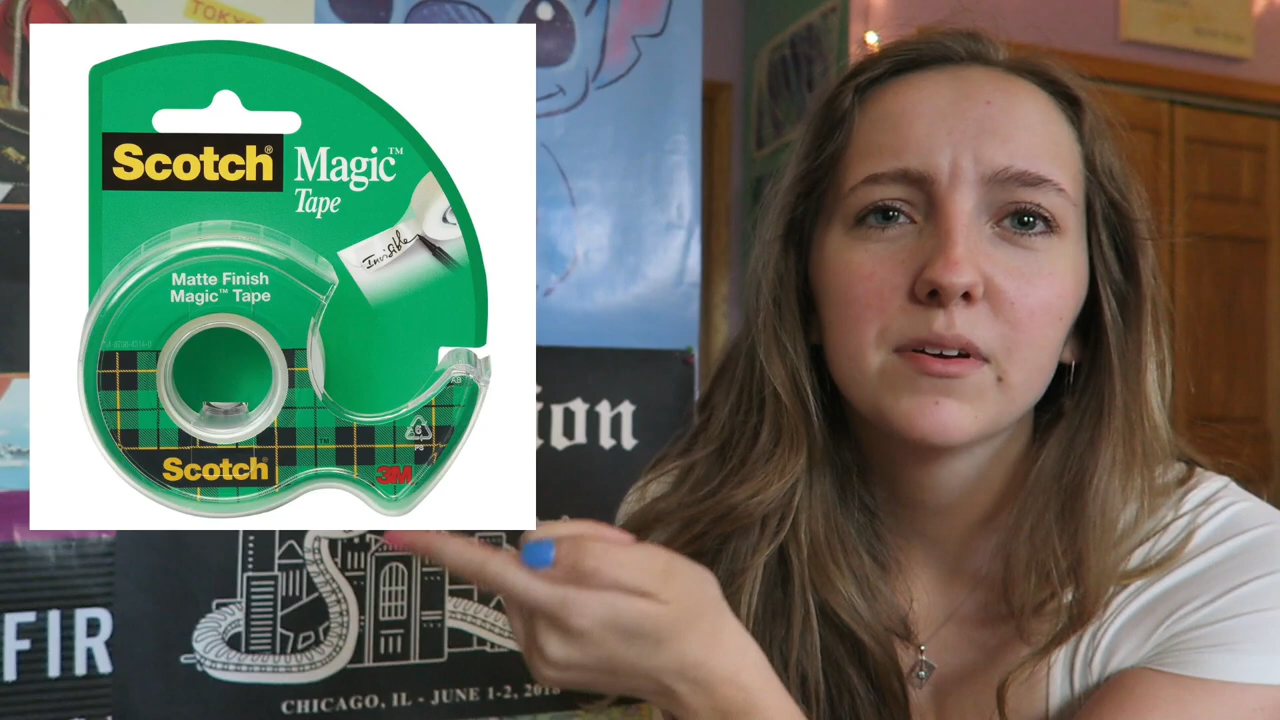 TOKYO
Scotch®
Magic™
Tape
Invisible
Matte Finish
Magic™ Tape
Scotch
3M
ion
FIR
CHICAGO, IL - JUNE 1-2, 2018